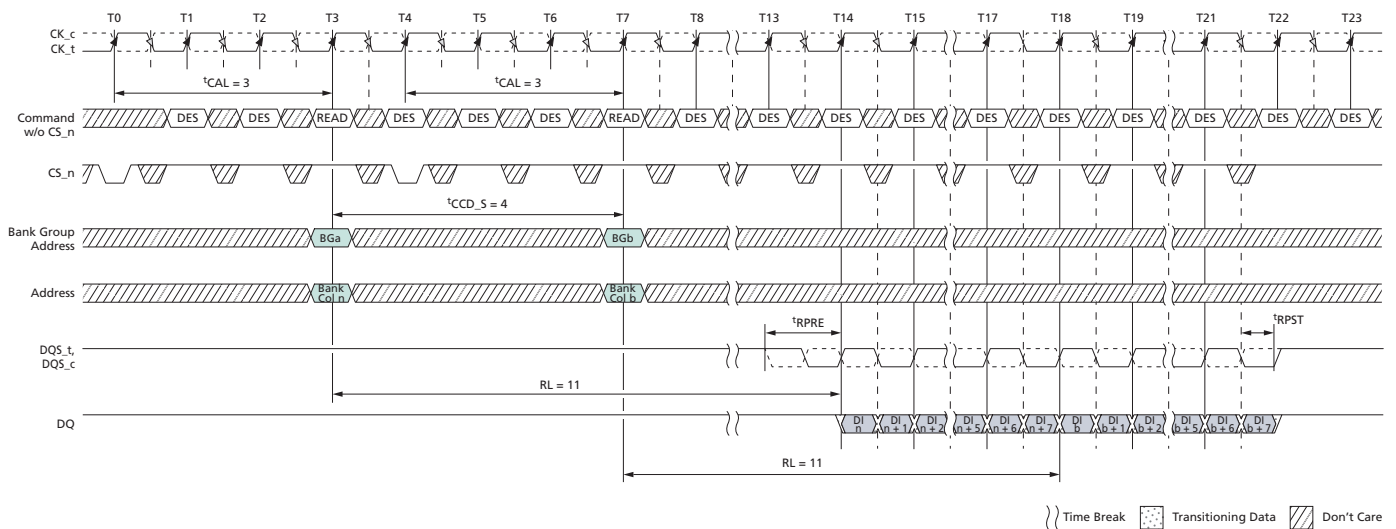 T0 T1 T2 T3 T4 T5 T6 T7 T8 T13 T14 T15 T17 T18 T19 T21 T22 T23
CK_c
CK_t
tCAL = 3 tCAL = 3
Command
w/o CS_n
DES DES DES READ DES DES DES READ DES DES DES DES DES DES DES DES DES DES
CS_n
tCCD_S = 4
Bank Group
Address
BGa BGb
Address
Bank
Col n
Bank
Col b
tRPRE tRPST
DQS_t,
DQS_c
RL = 11
DQ
DI
n
DI
n + 1
DI
n + 2
DI
n + 5
DI
n + 6
DI
n + 7
DI
b
DI
b + 1
DI
b + 2
DI
b + 5
DI
b + 6
DI
b + 7
RL = 11
Time Break Transitioning Data Don't Care